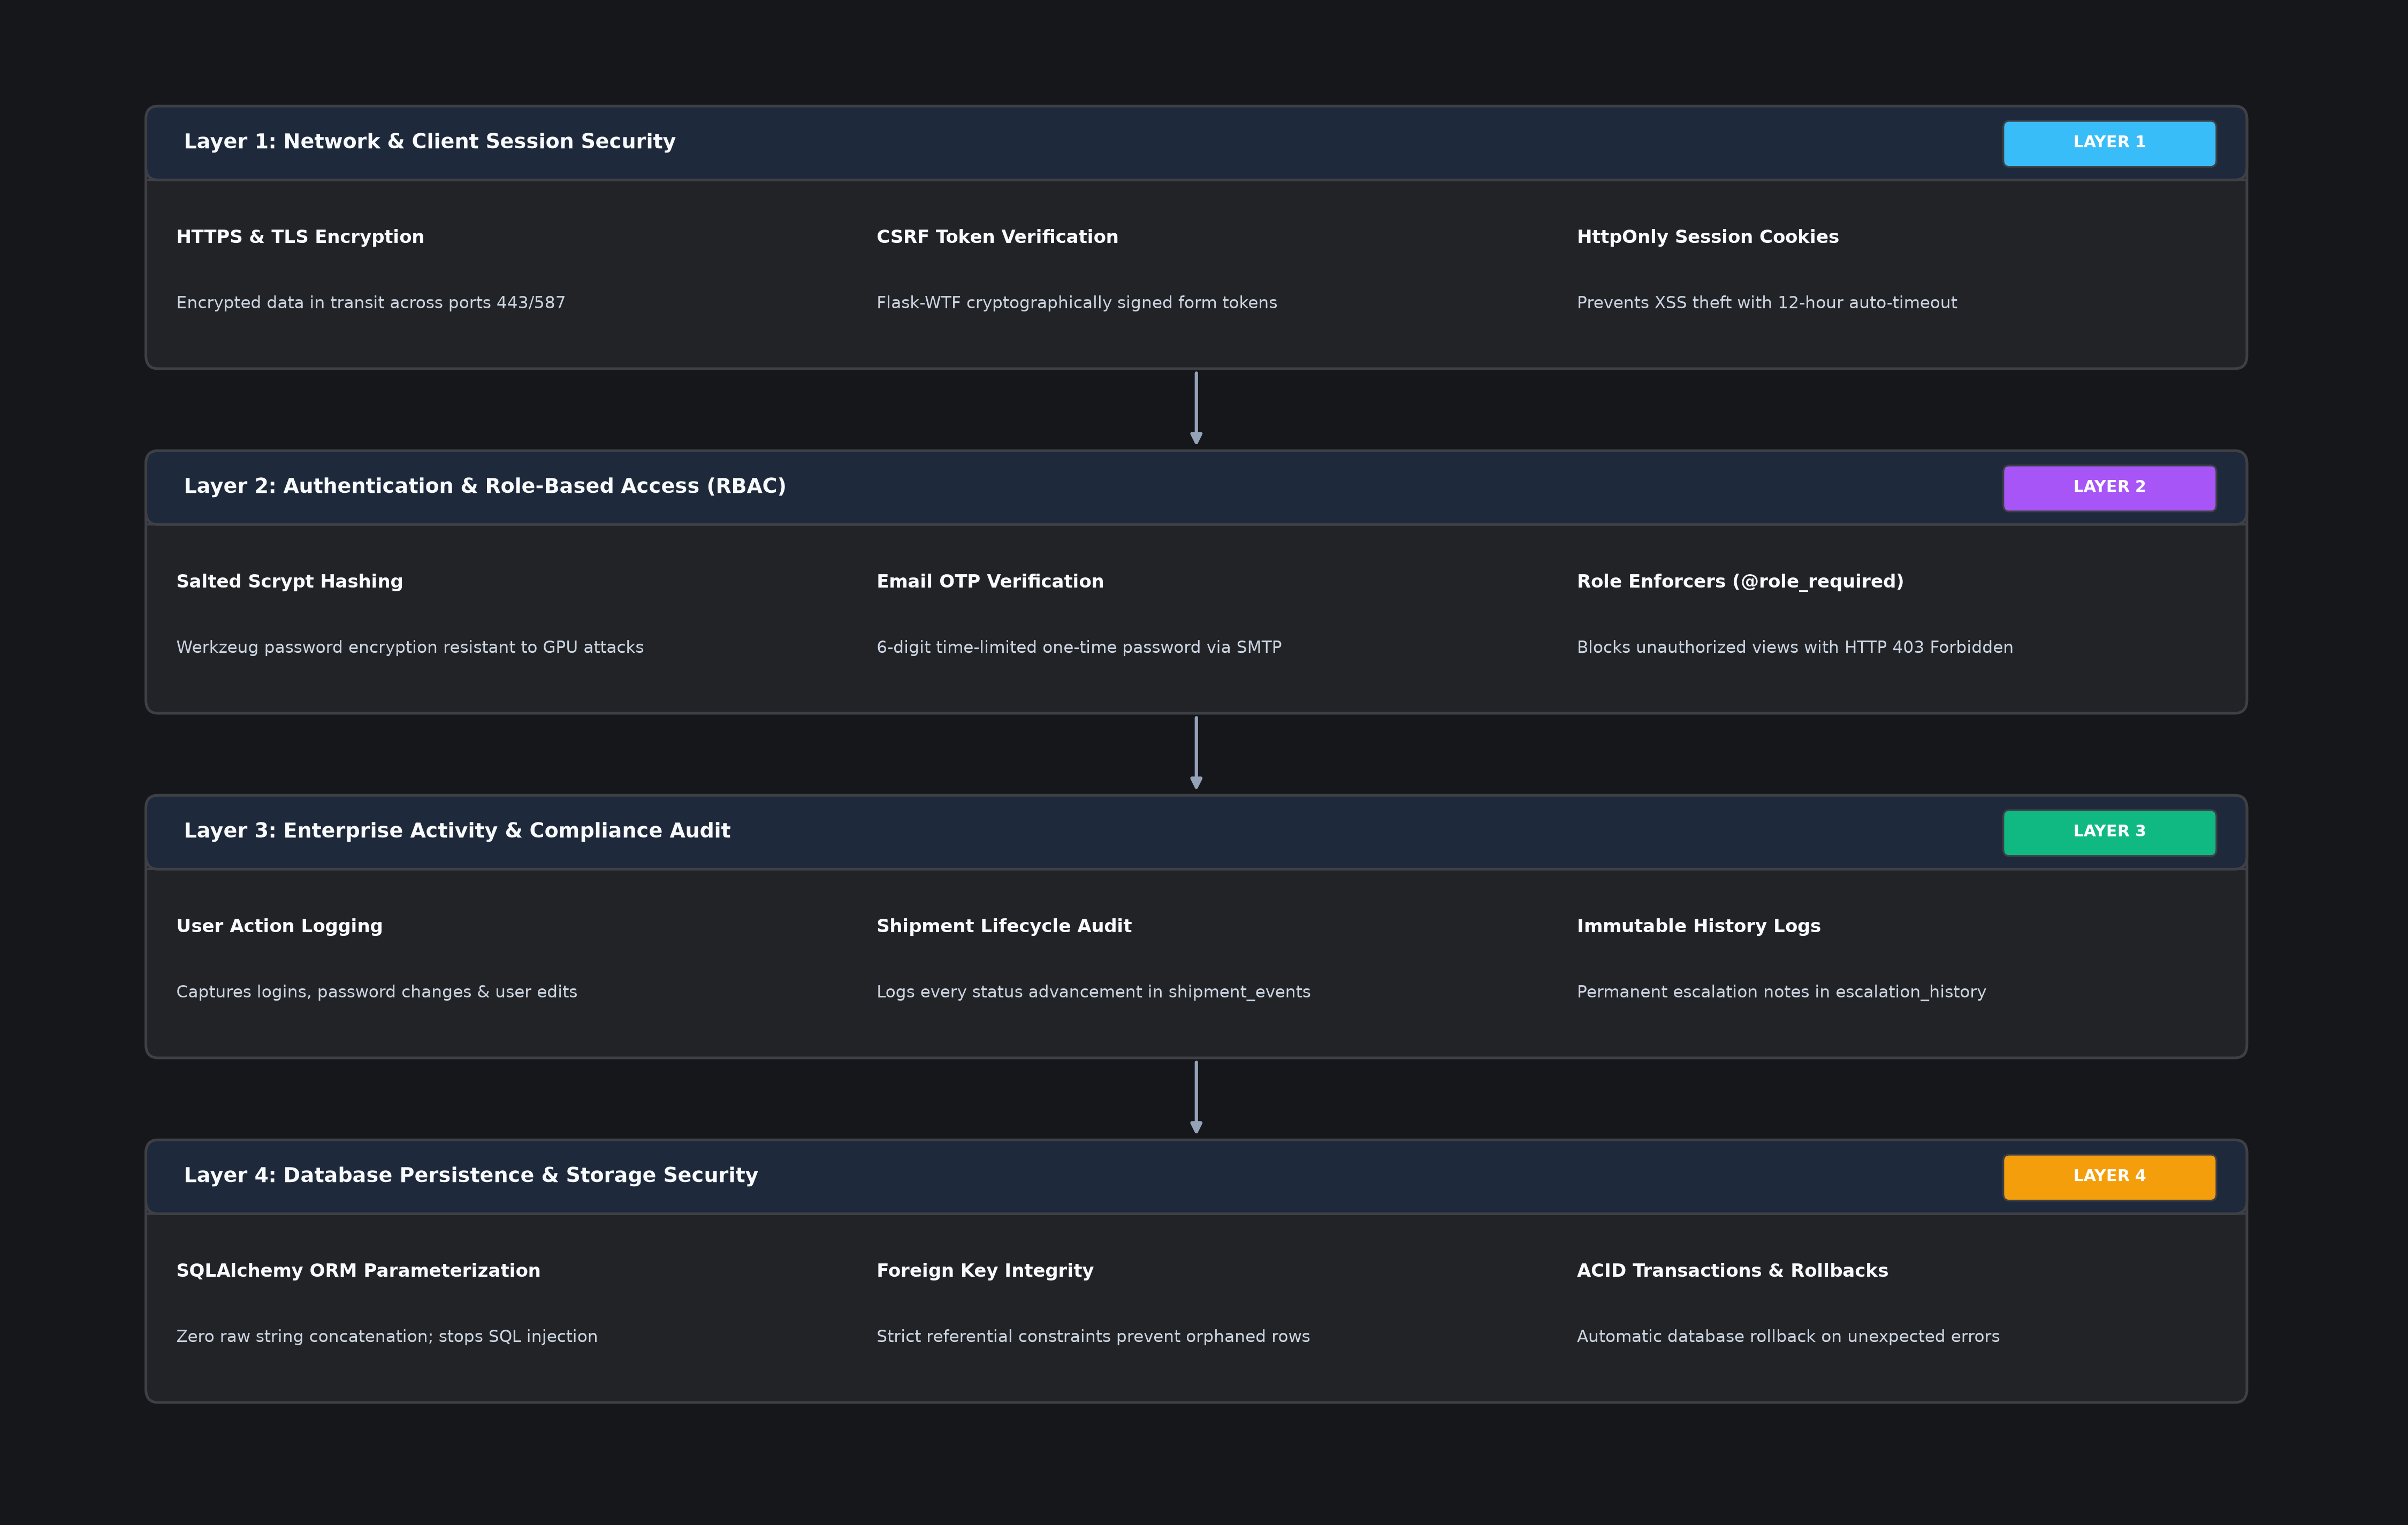 Layer 1: Network & Client Session Security
LAYER 1
HTTPS & TLS Encryption
CSRF Token Verification
HttpOnly Session Cookies
Encrypted data in transit across ports 443/587
Flask-WTF cryptographically signed form tokens
Prevents XSS theft with 12-hour auto-timeout
Layer 2: Authentication & Role-Based Access (RBAC)
LAYER 2
Salted Scrypt Hashing
Email OTP Verification
Role Enforcers (@role_required)
Werkzeug password encryption resistant to GPU attacks
6-digit time-limited one-time password via SMTP
Blocks unauthorized views with HTTP 403 Forbidden
Layer 3: Enterprise Activity & Compliance Audit
LAYER 3
User Action Logging
Shipment Lifecycle Audit
Immutable History Logs
Captures logins, password changes & user edits
Logs every status advancement in shipment_events
Permanent escalation notes in escalation_history
Layer 4: Database Persistence & Storage Security
LAYER 4
SQLAlchemy ORM Parameterization
Foreign Key Integrity
ACID Transactions & Rollbacks
Zero raw string concatenation; stops SQL injection
Strict referential constraints prevent orphaned rows
Automatic database rollback on unexpected errors